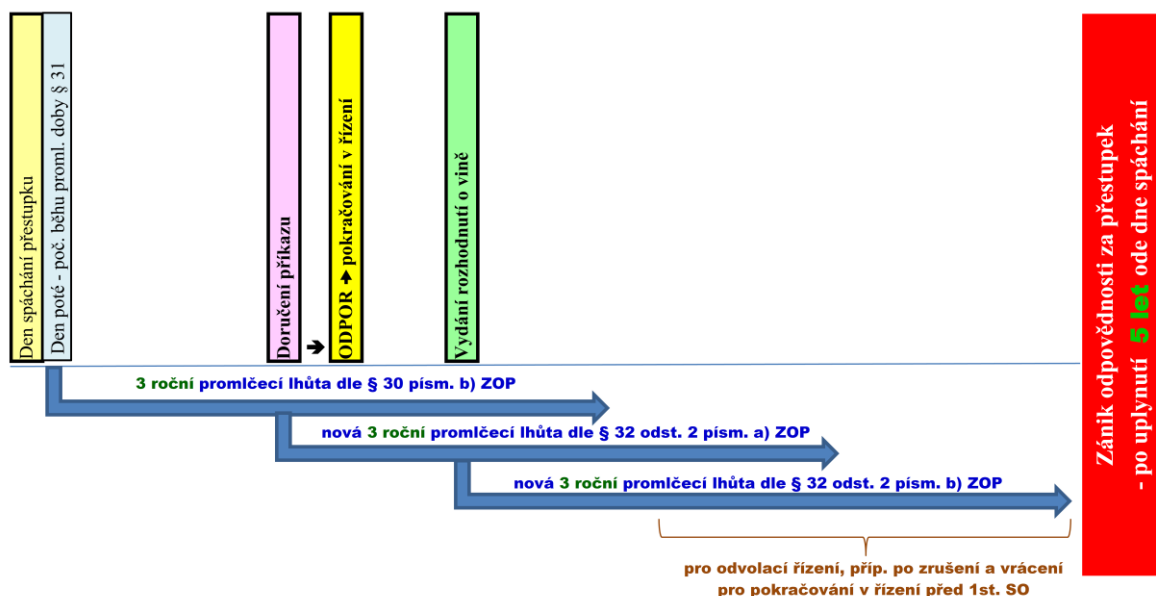 Den spáchání přestupku
Den poté - poč. běhu proml. doby § 31
Doručení příkazu
ODPOR → pokračování v řízení
Vydání rozhodnutí o vině
Zánik odpovědnosti za přestupek
- po uplynutí 5 let ode dne spáchání
3 roční promlčecí lhůta dle § 30 písm. b) ZOP
nová 3 roční promlčecí lhůta dle § 32 odst. 2 písm. a) ZOP
nová 3 roční promlčecí lhůta dle § 32 odst. 2 písm. b) ZOP
pro odvolací řízení, příp. po zrušení a vrácení
pro pokračování v řízení před 1st. SO